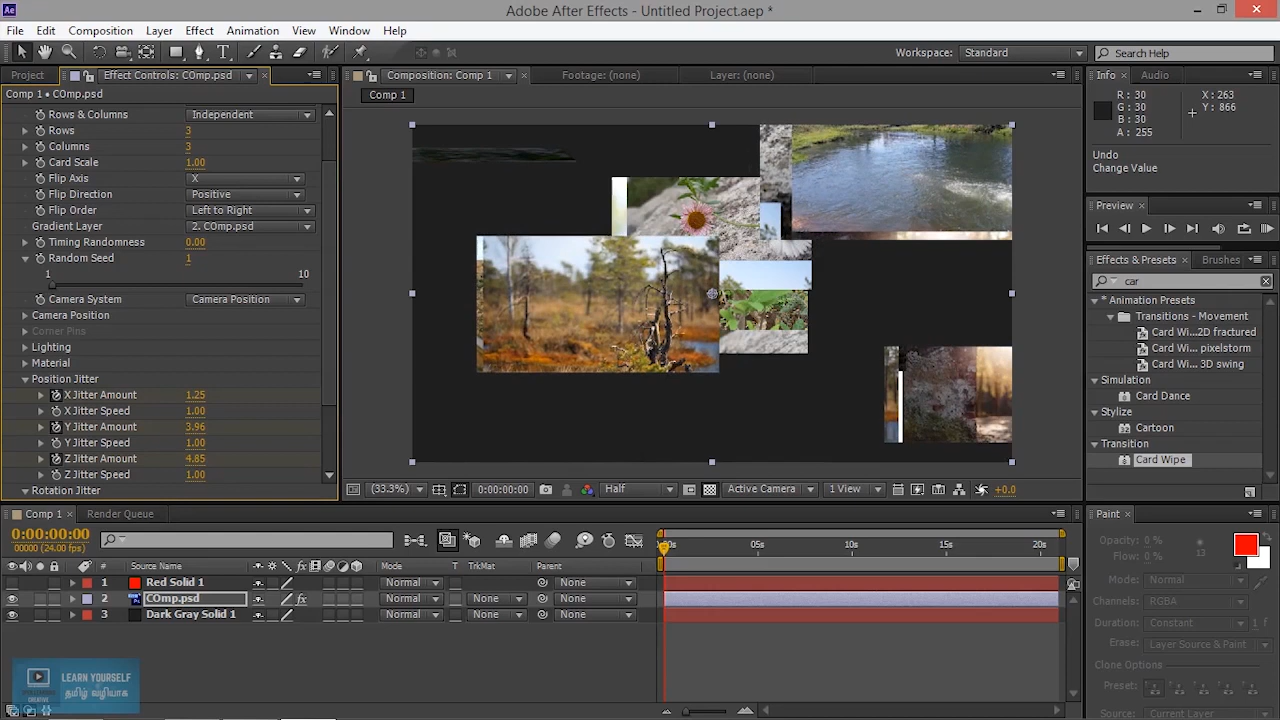 Ae Adobe After Effects - Untitled Project.aep *
File Edit Composition Layer Effect Animation View Window Help
Workspace: Standard Search Help
Project Effect Controls: COmp.psd Composition: Comp 1 Footage: (none) Layer: (none) Info Audio
Comp 1 • COmp.psd
Comp 1
Rows & Columns Independent
Rows 3
Columns 3
Card Scale 1.00
Flip Axis X
Flip Direction Positive
Flip Order Left to Right
Gradient Layer 2. COmp.psd
Timing Randomness 0.00
Random Seed 1
1 10
Camera System Camera Position
Camera Position
Corner Pins
Lighting
Material
Position Jitter
X Jitter Amount 1.25
X Jitter Speed 1.00
Y Jitter Amount 3.96
Y Jitter Speed 1.00
Z Jitter Amount 4.85
Z Jitter Speed 1.00
Rotation Jitter
(33.3%) 0:00:00:00 Half Active Camera 1 View +0.0
R : 30 X : 263
G : 30 Y : 866
B : 30
A : 255
Undo
Change Value
Preview
Effects & Presets Brushes
car
* Animation Presets
Transitions - Movement
Card Wi...2D fractured
Card Wi...pixelstorm
Card Wi...3D swing
Simulation
Card Dance
Stylize
Cartoon
Transition
Card Wipe
Comp 1 Render Queue
0:00:00:00
00000 (24.00 fps)
05s 10s 15s 20s
# Source Name Mode T TrkMat Parent
1 Red Solid 1 Normal None
2 COmp.psd Normal None None
3 Dark Gray Solid 1 Normal None None
Paint
Opacity: 0 %
Flow: 0 %
13
Mode: Normal
Channels: RGBA
Duration: Constant 1 f
Erase: Layer Source & Paint
Clone Options
Preset:
Source: Current Layer
LEARN YOURSELF
தமிழ் வழியாக
CREATIVE